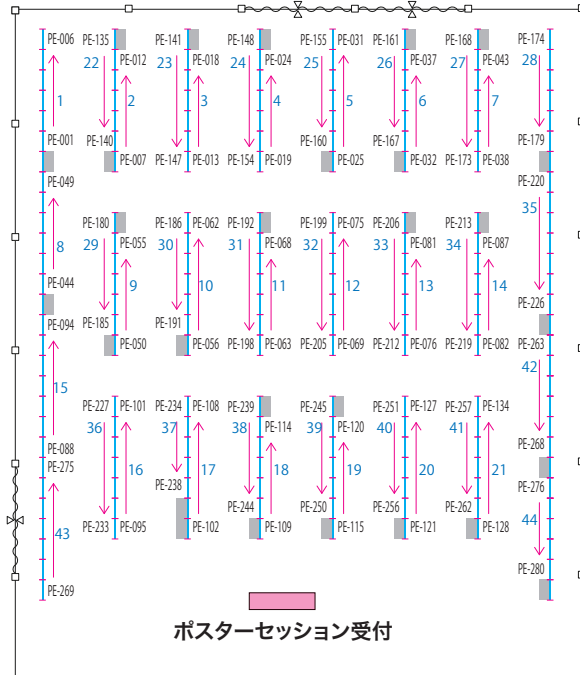 PE-006 PE-135 PE-141 PE-148 PE-155 PE-031 PE-161 PE-168 PE-174
22 PE-012 23 PE-018 24 PE-024 25 26 PE-037 27 PE-043 28
1 2 3 4 5 6 7
PE-001 PE-140 PE-160 PE-167 PE-179
PE-007 PE-147 PE-013 PE-154 PE-019 PE-025 PE-032 PE-173 PE-038
PE-049 PE-220
35
PE-180 PE-186 PE-062 PE-192 PE-199 PE-075 PE-206 PE-213
8 29 PE-055 30 31 PE-068 32 33 PE-081 34 PE-087
9 10 11 12 13 14
PE-044 PE-226
PE-094 PE-185 PE-191 PE-263
PE-050 PE-056 PE-198 PE-063 PE-205 PE-069 PE-212 PE-076 PE-219 PE-082
42
15
PE-227 PE-101 PE-234 PE-108 PE-239 PE-245 PE-251 PE-127 PE-257 PE-134
36 37 38 PE-114 39 PE-120 40 41
PE-088 PE-268
PE-275 16 17 18 19 20 21
PE-238 PE-276
PE-244 PE-250 PE-256 PE-262 44
PE-233 PE-095 PE-102 PE-109 PE-115 PE-121 PE-128
43
PE-280
PE-269
ポスターセッション受付